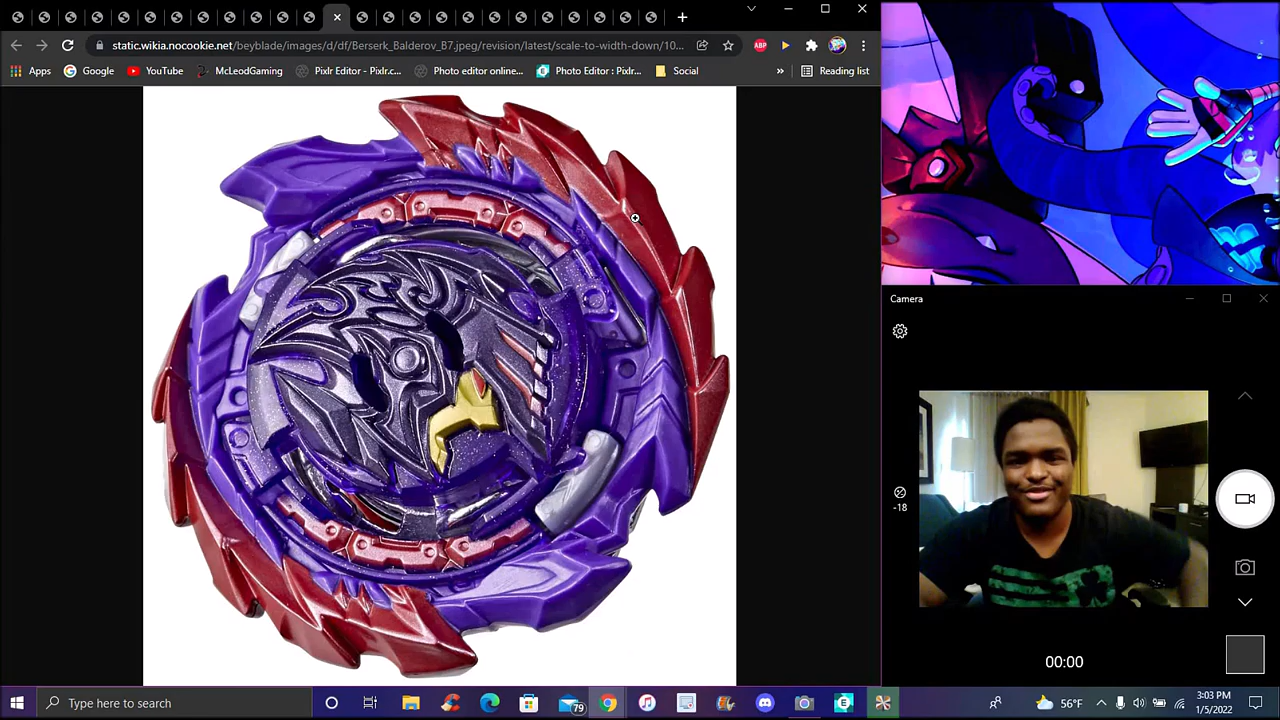 static.wikia.nocookie.net/beyblade/images/d/df/Berserk_Balderov_B7.jpeg/revision/latest/scale-to-width-down/10...
ABP
Apps
Google
YouTube
McLeodGaming
Pixlr Editor - Pixlr.c...
Photo editor online...
Photo Editor : Pixlr...
Social
»
Reading list
Camera
-18
00:00
Type here to search
79
56°F
3:03 PM
1/5/2022